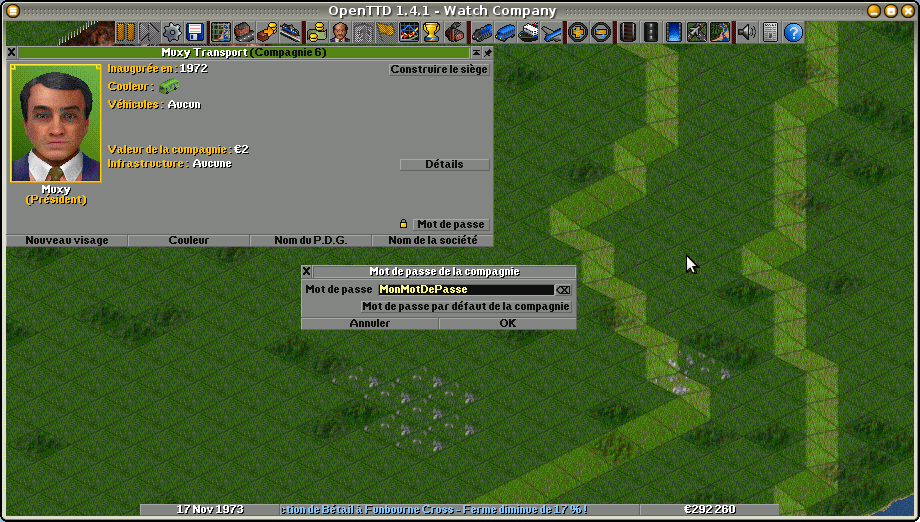 OpenTTD 1.4.1 - Watch Company
Muxy Transport (Compagnie 6)
Inaugurée en : 1972
Construire le siège
Couleur :
Véhicules : Aucun
Valeur de la compagnie : €2
Infrastructure : Aucune
Détails
Muxy
(Président)
Mot de passe
Nouveau visage
Couleur
Nom du P.D.G.
Nom de la société
Mot de passe de la compagnie
Mot de passe MonMotDePasse
Mot de passe par défaut de la compagnie
Annuler
OK
17 Nov 1973
ction de Bétail à Funbourne Cross - Ferme diminue de 17 % !
€292 260